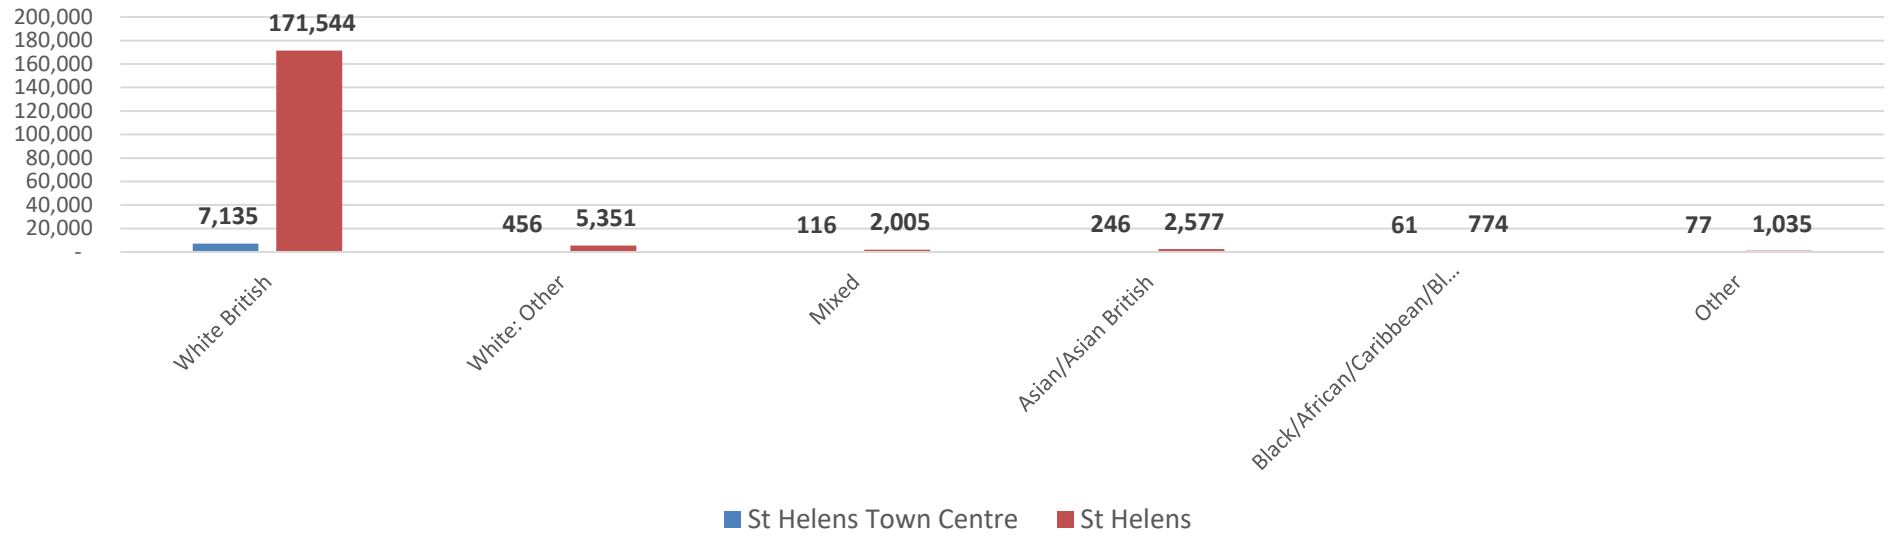 200,000
180,000
160,000
140,000
120,000
100,000
80,000
60,000
40,000
20,000
-
7,135
171,544
456
5,351
116
2,005
246
2,577
61
774
77
1,035
White British
White: Other
Mixed
Asian/Asian British
Black/African/Caribbean/Bl...
Other
St Helens Town Centre
St Helens